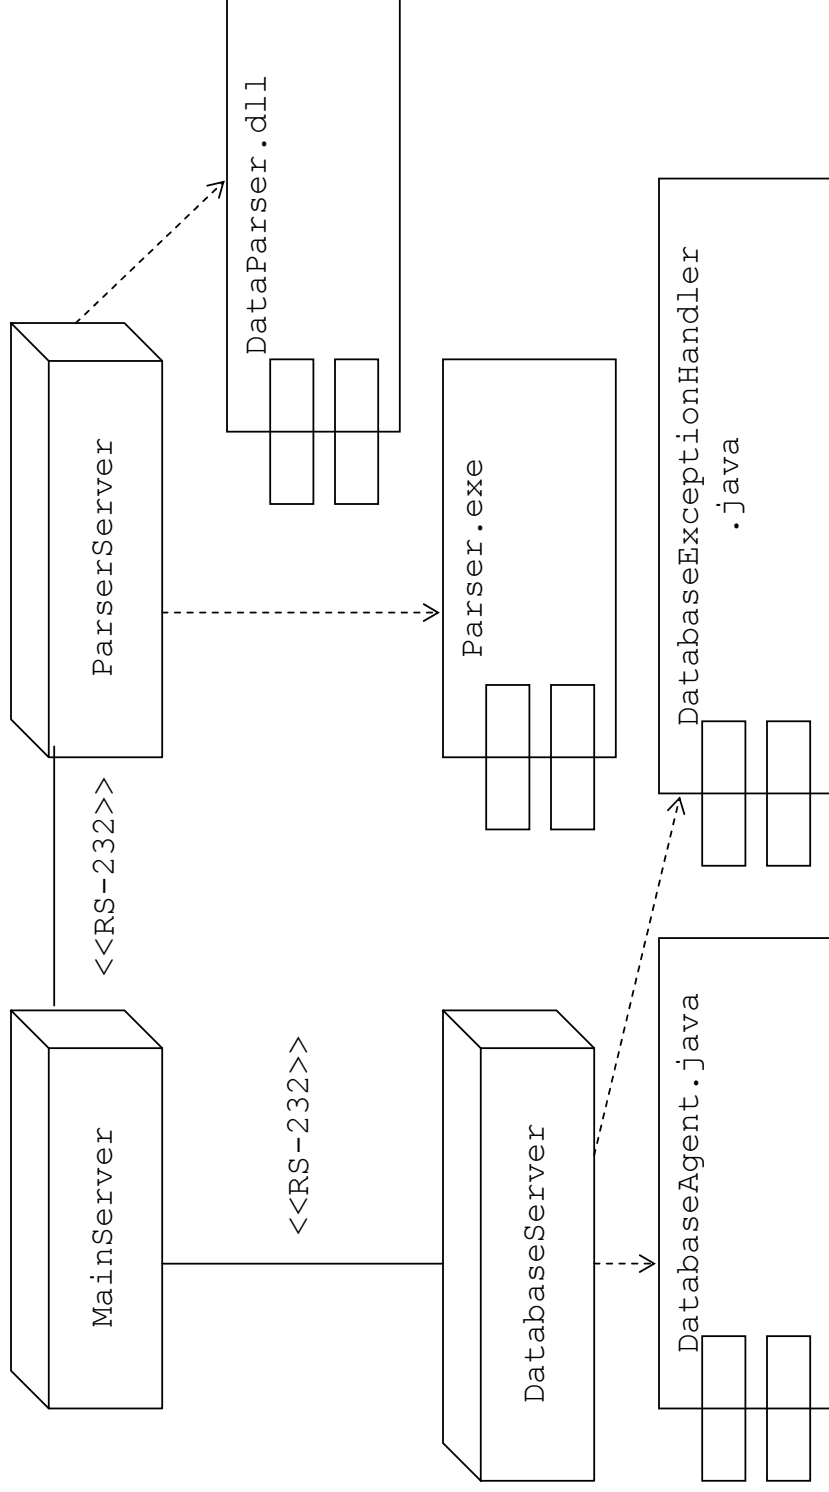 MainServer
<<RS-232>>
ParserServer
DataParser.dll
<<RS-232>>
Parser.exe
DatabaseServer
DatabaseAgent.java
DatabaseExceptionHandler
.java